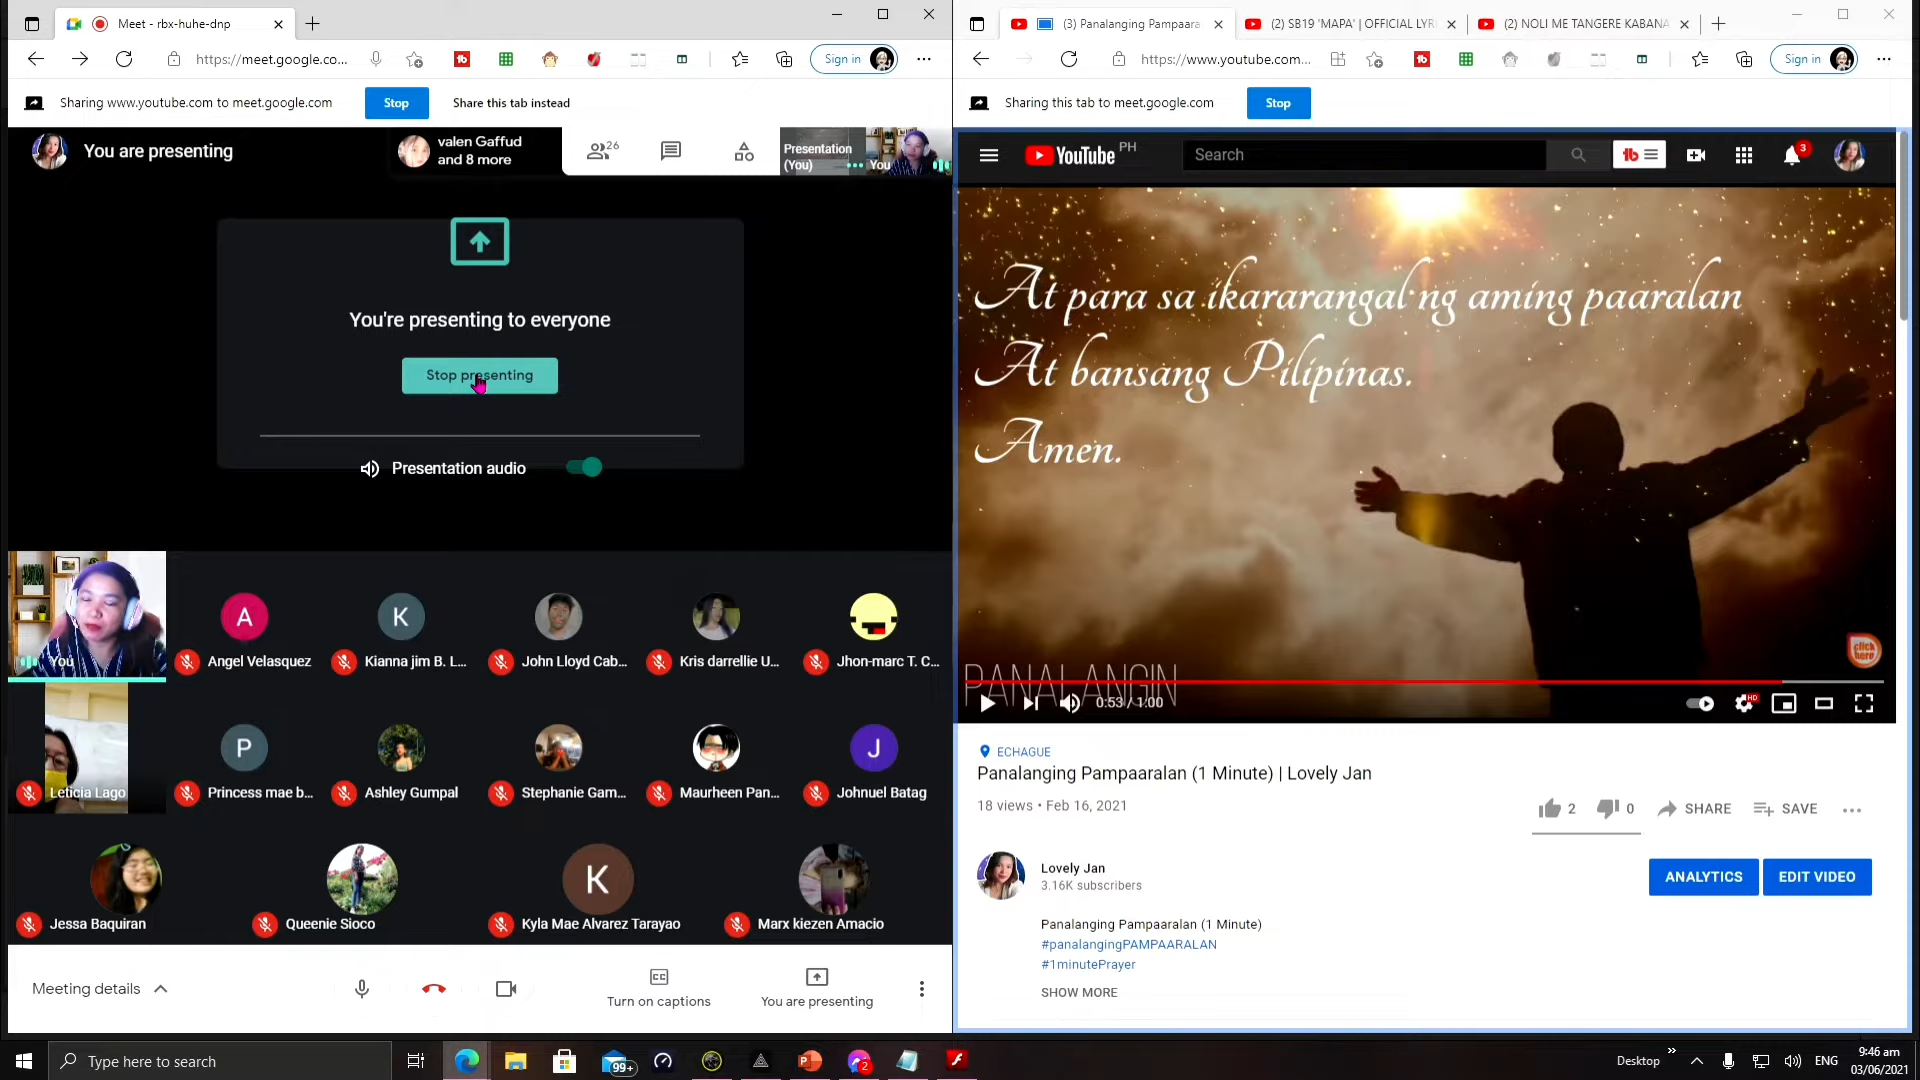 Meet - rbx-huhe-dnp
https://meet.google.co...
Sign in
Sharing www.youtube.com to meet.google.com
Stop
Share this tab instead
You are presenting
valen Gaffud
and 8 more
26
Presentation
(You)
You
You're presenting to everyone
Stop presenting
Presentation audio
You
A
Angel Velasquez
K
Kianna jim B. L...
John Lloyd Cab...
Kris darrellie U...
Jhon-marc T. C...
Leticia Lago
P
Princess mae b...
Ashley Gumpal
Stephanie Gam...
Maurheen Pan...
J
Johnuel Batag
Jessa Baquiran
Queenie Sioco
K
Kyla Mae Alvarez Tarayao
Marx kiezen Amacio
Meeting details
Turn on captions
You are presenting
(3) Panalanging Pampaara
(2) SB19 'MAPA' | OFFICIAL LYRI
(2) NOLI ME TANGERE KABANA
https://www.youtube.com...
Sign in
Sharing this tab to meet.google.com
Stop
YouTube PH
Search
3
At para sa ikararangal ng aming paaralan
At bansang Pilipinas.
Amen.
click here
PANALANGIN
0:53 / 1:00
HD
ECHAGUE
Panalanging Pampaaralan (1 Minute) | Lovely Jan
18 views • Feb 16, 2021
2
0
SHARE
SAVE
Lovely Jan
3.16K subscribers
ANALYTICS
EDIT VIDEO
Panalanging Pampaaralan (1 Minute)
#panalangingPAMPAARALAN
#1minutePrayer
SHOW MORE
Type here to search
99+
2
Desktop
ENG
9:46 am
03/06/2021